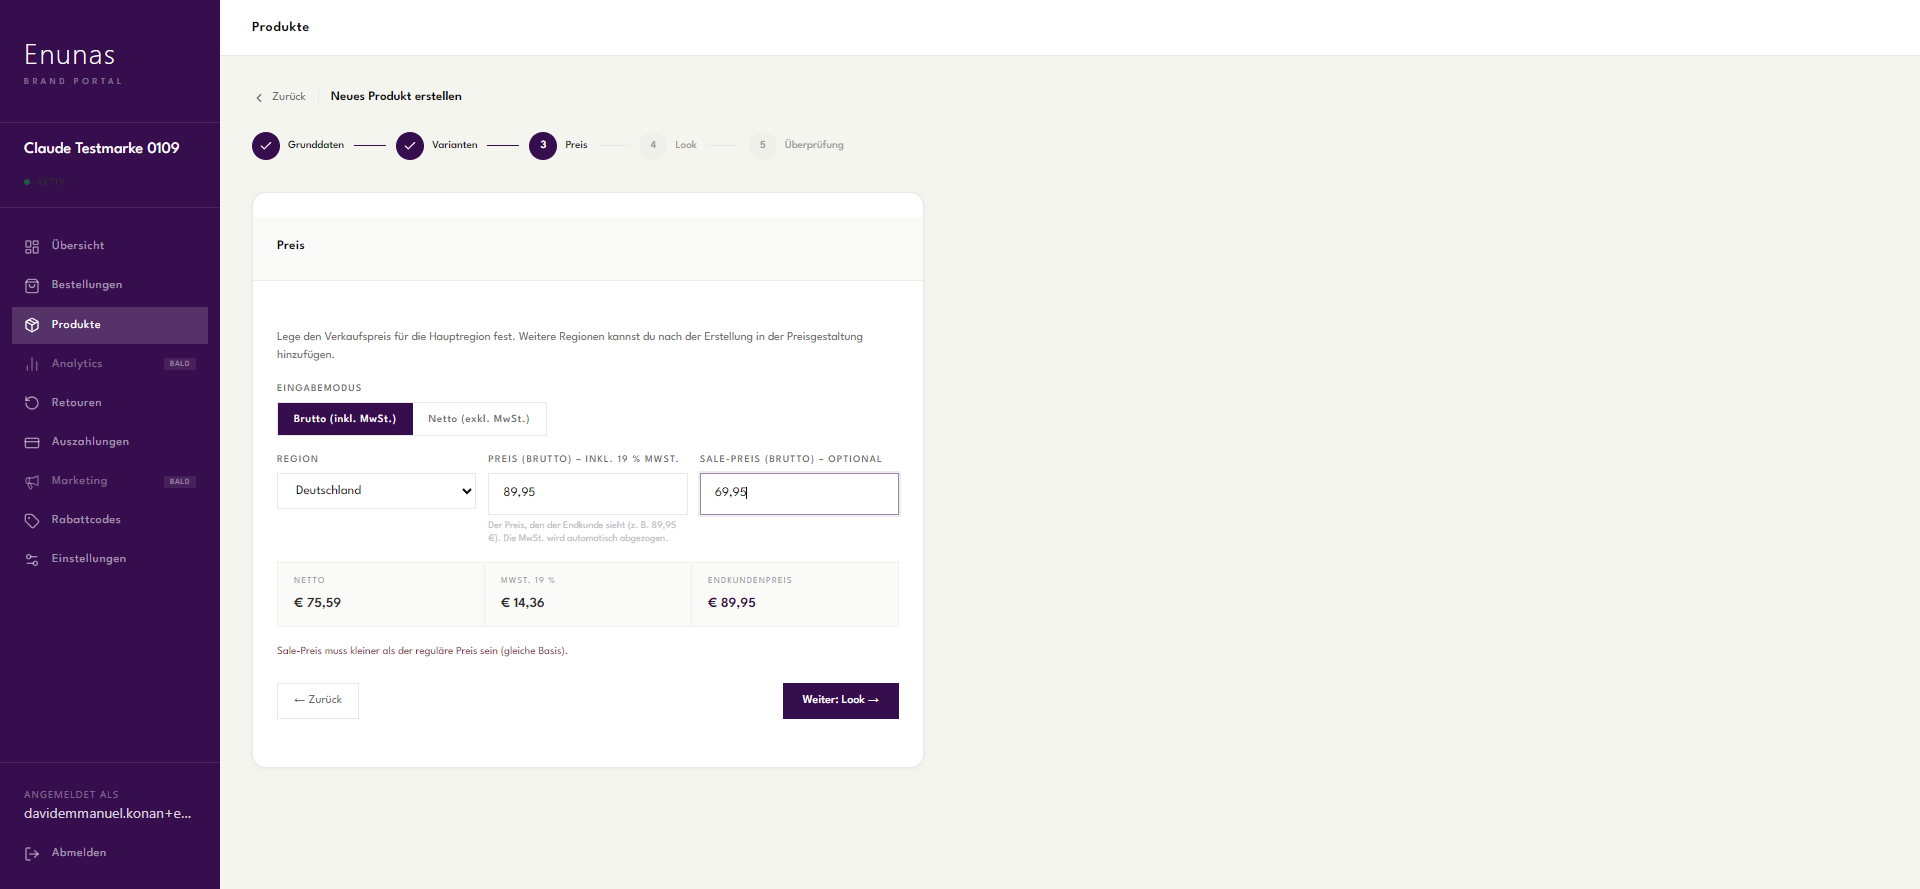 Enunas
BRAND PORTAL
Claude Testmarke 0109
AKTIV
Übersicht
Bestellungen
Produkte
Analytics BALD
Retouren
Auszahlungen
Marketing BALD
Rabattcodes
Einstellungen
ANGEMELDET ALS
davidemmanuel.konan+e...
Abmelden
Produkte
Zurück Neues Produkt erstellen
Grunddaten Varianten 3 Preis 4 Look 5 Überprüfung
Preis
Lege den Verkaufspreis für die Hauptregion fest. Weitere Regionen kannst du nach der Erstellung in der Preisgestaltung
hinzufügen.
EINGABEMODUS
Brutto (inkl. MwSt.) Netto (exkl. MwSt.)
REGION PREIS (BRUTTO) – INKL. 19 % MWST. SALE-PREIS (BRUTTO) – OPTIONAL
Deutschland 89,95 69,95
Der Preis, den der Endkunde sieht (z. B. 89,95
€). Die MwSt. wird automatisch abgezogen.
NETTO MWST. 19 % ENDKUNDENPREIS
€ 75,59 € 14,36 € 89,95
Sale-Preis muss kleiner als der reguläre Preis sein (gleiche Basis).
← Zurück Weiter: Look →